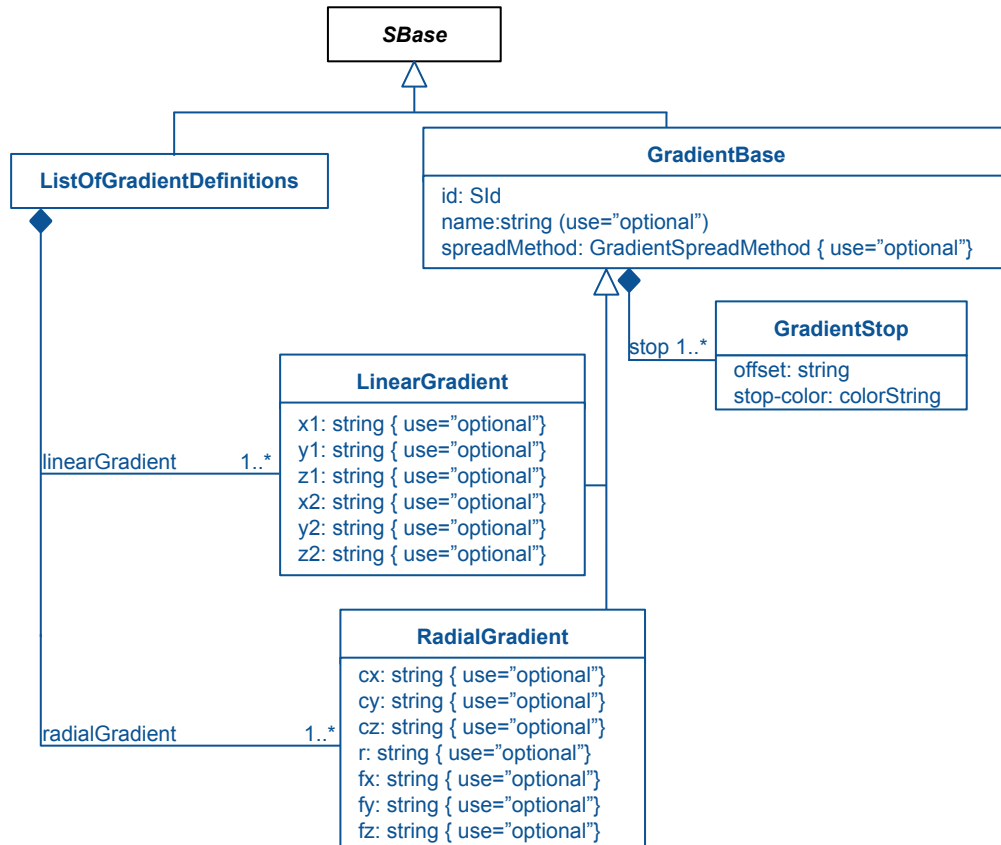 SBase
ListOfGradientDefinitions
GradientBase
id: SId
name:string (use=”optional”)
spreadMethod: GradientSpreadMethod { use=”optional”}
GradientStop
stop 1..*
offset: string
stop-color: colorString
LinearGradient
x1: string { use=”optional”}
y1: string { use=”optional”}
z1: string { use=”optional”}
x2: string { use=”optional”}
y2: string { use=”optional”}
z2: string { use=”optional”}
linearGradient 1..*
RadialGradient
cx: string { use=”optional”}
cy: string { use=”optional”}
cz: string { use=”optional”}
r: string { use=”optional”}
fx: string { use=”optional”}
fy: string { use=”optional”}
fz: string { use=”optional”}
radialGradient 1..*